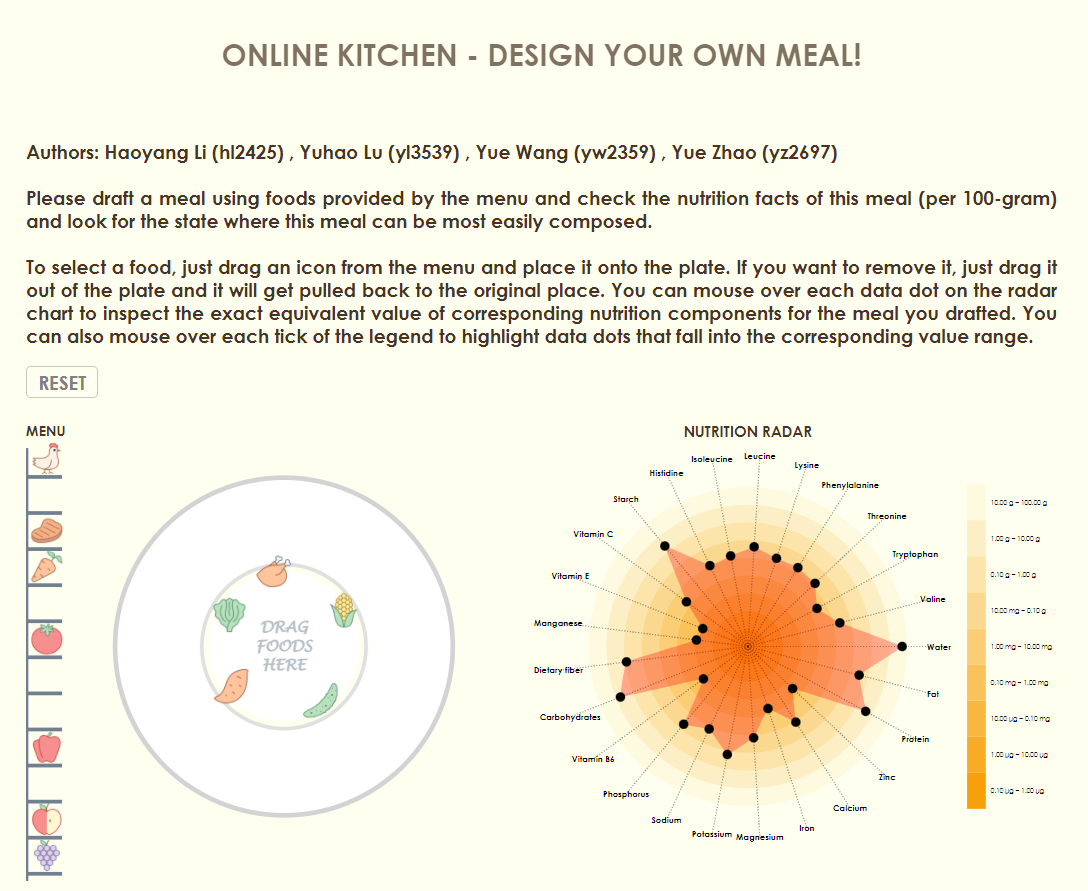 ONLINE KITCHEN - DESIGN YOUR OWN MEAL!
Authors: Haoyang Li (hl2425) , Yuhao Lu (yl3539) , Yue Wang (yw2359) , Yue Zhao (yz2697)
Please draft a meal using foods provided by the menu and check the nutrition facts of this meal (per 100-gram)
and look for the state where this meal can be most easily composed.
To select a food, just drag an icon from the menu and place it onto the plate. If you want to remove it, just drag it
out of the plate and it will get pulled back to the original place. You can mouse over each data dot on the radar
chart to inspect the exact equivalent value of corresponding nutrition components for the meal you drafted. You
can also mouse over each tick of the legend to highlight data dots that fall into the corresponding value range.
RESET
MENU
DRAG
FOODS
HERE
NUTRITION RADAR
Leucine
Lysine
Phenylalanine
Threonine
Tryptophan
Valine
Water
Fat
Protein
Zinc
Calcium
Iron
Magnesium
Potassium
Sodium
Phosphorus
Vitamin B6
Carbohydrates
Dietary fiber
Manganese
Vitamin E
Vitamin C
Starch
Histidine
Isoleucine
10.00 g – 100.00 g
1.00 g – 10.00 g
0.10 g – 1.00 g
10.00 mg – 0.10 g
1.00 mg – 10.00 mg
0.10 mg – 1.00 mg
10.00 ug – 0.10 mg
1.00 ug – 10.00 ug
0.10 ug – 1.00 ug